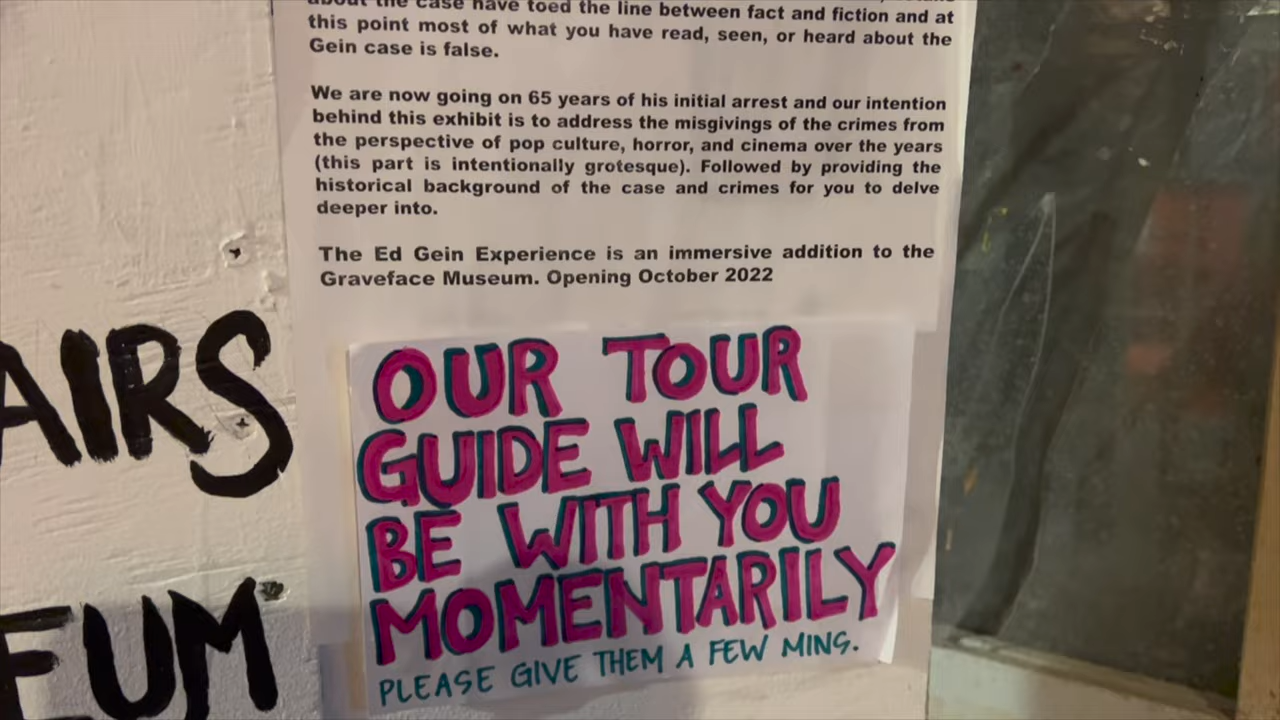 about the case have toed the line between fact and fiction and at
this point most of what you have read, seen, or heard about the
Gein case is false.
We are now going on 65 years of his initial arrest and our intention
behind this exhibit is to address the misgivings of the crimes from
the perspective of pop culture, horror, and cinema over the years
(this part is intentionally grotesque). Followed by providing the
historical background of the case and crimes for you to delve
deeper into.
The Ed Gein Experience is an immersive addition to the
Graveface Museum. Opening October 2022
AIRS
EUM
OUR TOUR
GUIDE WILL
BE WITH YOU
MOMENTARILY
PLEASE GIVE THEM A FEW MINS.